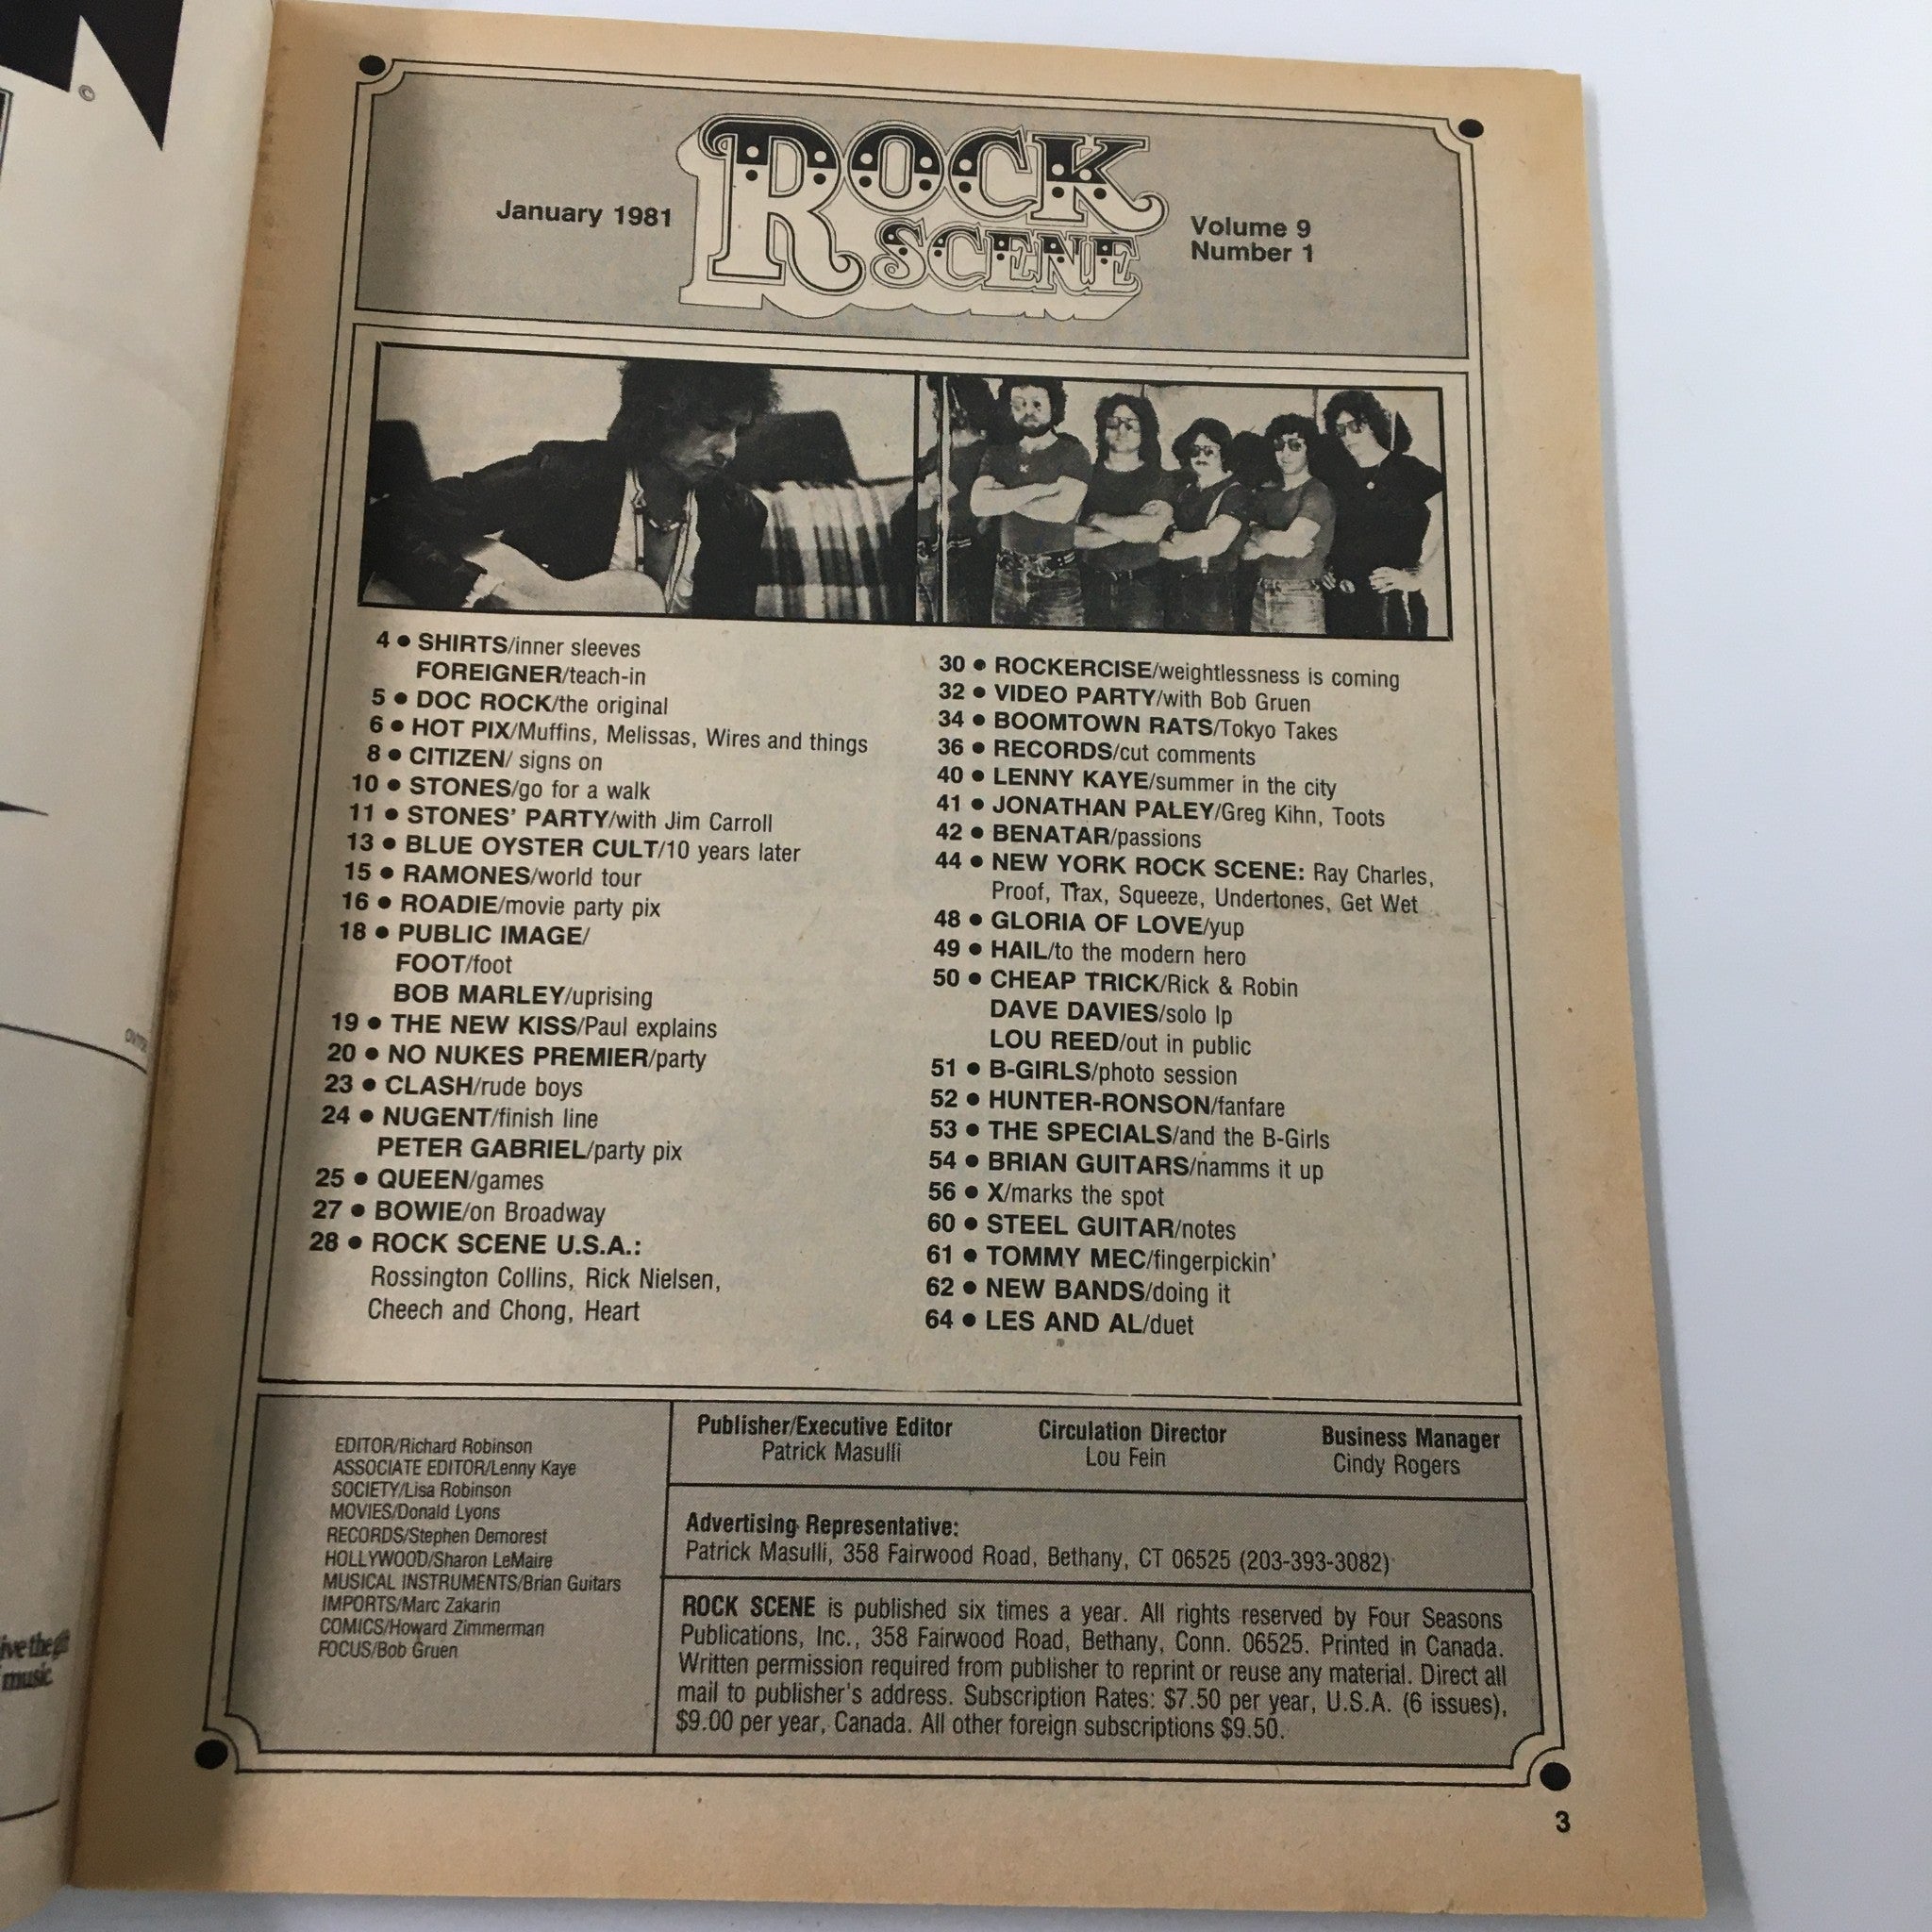 ©
ive the gift
music.
January 1981
ROCK
SCENE
Volume 9
Number 1
4 • SHIRTS/inner sleeves
FOREIGNER/teach-in
5 • DOC ROCK/the original
6 • HOT PIX/Muffins, Melissas, Wires and things
8 • CITIZEN/ signs on
10 • STONES/go for a walk
11 • STONES' PARTY/with Jim Carroll
13 • BLUE OYSTER CULT/10 years later
15 • RAMONES/world tour
16 • ROADIE/movie party pix
18 • PUBLIC IMAGE/
FOOT/foot
BOB MARLEY/uprising
19 • THE NEW KISS/Paul explains
20 • NO NUKES PREMIER/party
23 • CLASH/rude boys
24 • NUGENT/finish line
PETER GABRIEL/party pix
25 • QUEEN/games
27 • BOWIE/on Broadway
28 • ROCK SCENE U.S.A.:
Rossington Collins, Rick Nielsen,
Cheech and Chong, Heart
30 • ROCKERCISE/weightlessness is coming
32 • VIDEO PARTY/with Bob Gruen
34 • BOOMTOWN RATS/Tokyo Takes
36 • RECORDS/cut comments
40 • LENNY KAYE/summer in the city
41 • JONATHAN PALEY/Greg Kihn, Toots
42 • BENATAR/passions
44 • NEW YORK ROCK SCENE: Ray Charles,
Proof, Trax, Squeeze, Undertones, Get Wet
48 • GLORIA OF LOVE/yup
49 • HAIL/to the modern hero
50 • CHEAP TRICK/Rick & Robin
DAVE DAVIES/solo lp
LOU REED/out in public
51 • B-GIRLS/photo session
52 • HUNTER-RONSON/fanfare
53 • THE SPECIALS/and the B-Girls
54 • BRIAN GUITARS/namms it up
56 • X/marks the spot
60 • STEEL GUITAR/notes
61 • TOMMY MEC/fingerpickin'
62 • NEW BANDS/doing it
64 • LES AND AL/duet
EDITOR/Richard Robinson
ASSOCIATE EDITOR/Lenny Kaye
SOCIETY/Lisa Robinson
MOVIES/Donald Lyons
RECORDS/Stephen Demorest
HOLLYWOOD/Sharon LeMaire
MUSICAL INSTRUMENTS/Brian Guitars
IMPORTS/Marc Zakarin
COMICS/Howard Zimmerman
FOCUS/Bob Gruen
Publisher/Executive Editor
Patrick Masulli
Circulation Director
Lou Fein
Business Manager
Cindy Rogers
Advertising Representative:
Patrick Masulli, 358 Fairwood Road, Bethany, CT 06525 (203-393-3082)
ROCK SCENE is published six times a year. All rights reserved by Four Seasons
Publications, Inc., 358 Fairwood Road, Bethany, Conn. 06525. Printed in Canada.
Written permission required from publisher to reprint or reuse any material. Direct all
mail to publisher's address. Subscription Rates: $7.50 per year, U.S.A. (6 issues),
$9.00 per year, Canada. All other foreign subscriptions $9.50.
3